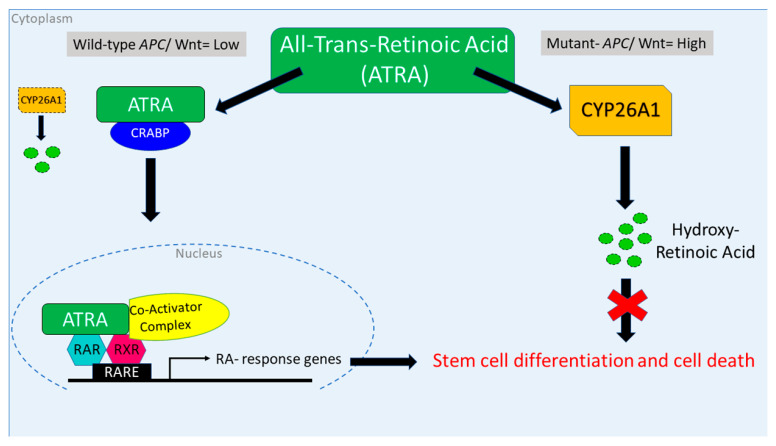 Cytoplasm
Wild-type APC/ Wnt= Low
All-Trans-Retinoic Acid
(ATRA)
Mutant- APC/ Wnt= High
CYP26A1
ATRA
CRABP
CYP26A1
Hydroxy-
Retinoic Acid
Nucleus
ATRA
Co-Activator
Complex
RAR
RXR
RARE
RA- response genes
Stem cell differentiation and cell death